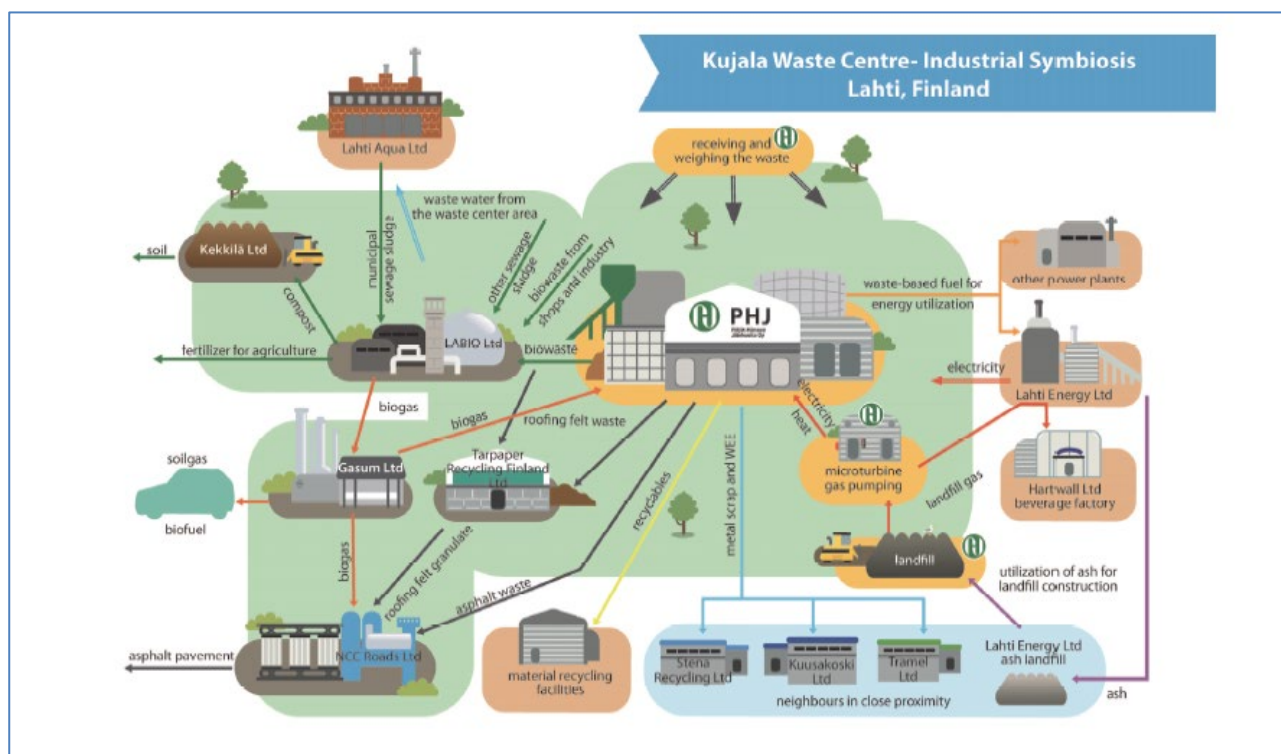 Kujala Waste Centre- Industrial Symbiosis
Lahti, Finland
receiving and
weighing the waste
Lahti Aqua Ltd
waste water from
the waste center area
municipal
sewage sludge
other sewage
sludge
biowaste from
shops and industry
soil
Kekkilä Ltd
compost
fertilizer for agriculture
LABIO Ltd
biowaste
PHJ
waste-based fuel for
energy utilization
other power plants
electricity
Lahti Energy Ltd
biogas
biogas
roofing felt waste
electricity
heat
soilgas
biofuel
Gasum Ltd
Tarpaper
Recycling Finland
Ltd
microturbine
gas pumping
landfill gas
Hartwall Ltd
beverage factory
recyclables
metal scrap and WEE
landfill
biogas
roofing felt granulate
asphalt waste
utilization of ash for
landfill construction
asphalt pavement
NCC Roads Ltd
material recycling
facilities
Stena
Recycling Ltd
Kuusakoski
Ltd
Tramel
Ltd
Lahti Energy Ltd
ash landfill
neighbours in close proximity
ash